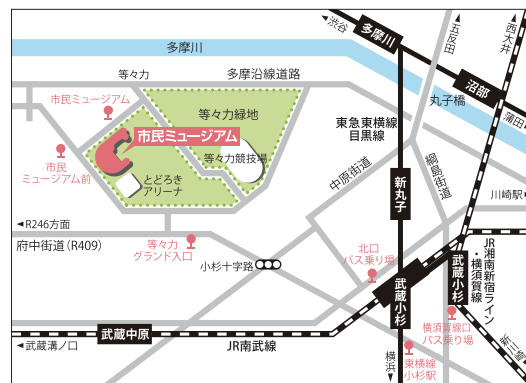 渋谷
多摩川
五反田
西大井
多摩川
等々力
多摩沿線道路
沼部
丸子橋
蒲田
市民ミュージアム
等々力緑地
市民ミュージアム
東急東横線
目黒線
等々力競技場
市民
ミュージアム前
とどろき
アリーナ
中原街道
綱島街道
新丸子
川崎駅
R246方面
府中街道(R409)
等々力
グランド入口
小杉十字路
北口
バス乗り場
武蔵小杉
武蔵小杉
JR湘南新宿ライン
・横須賀線
武蔵中原
武蔵溝ノ口
JR南武線
横須賀線口
バス乗り場
東横線
小杉駅
横浜
新川崎